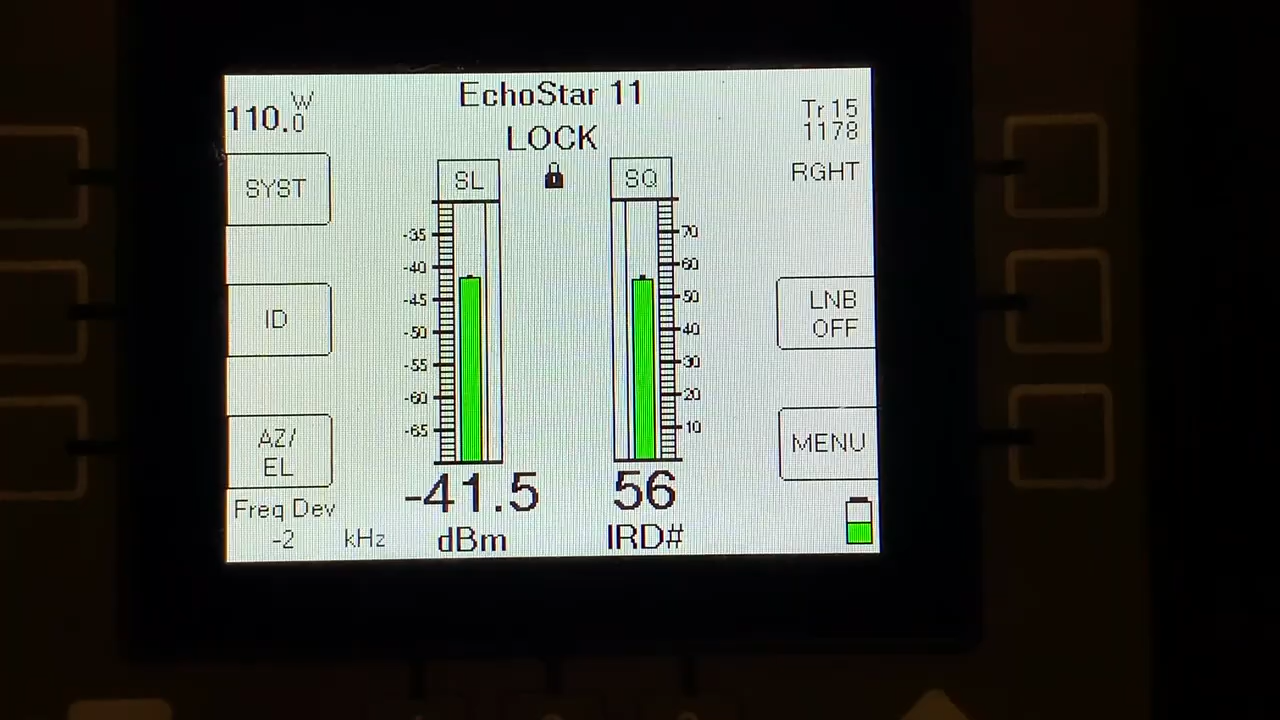 EchoStar 11
110.0 W
LOCK
Tr 15
1178
RGHT
SYST
SL
SQ
-35
-40
-45
-50
-55
-60
-65
70
60
50
40
30
20
10
ID
LNB
OFF
AZ/
EL
MENU
Freq Dev
-2 kHz
-41.5
dBm
56
IRD#